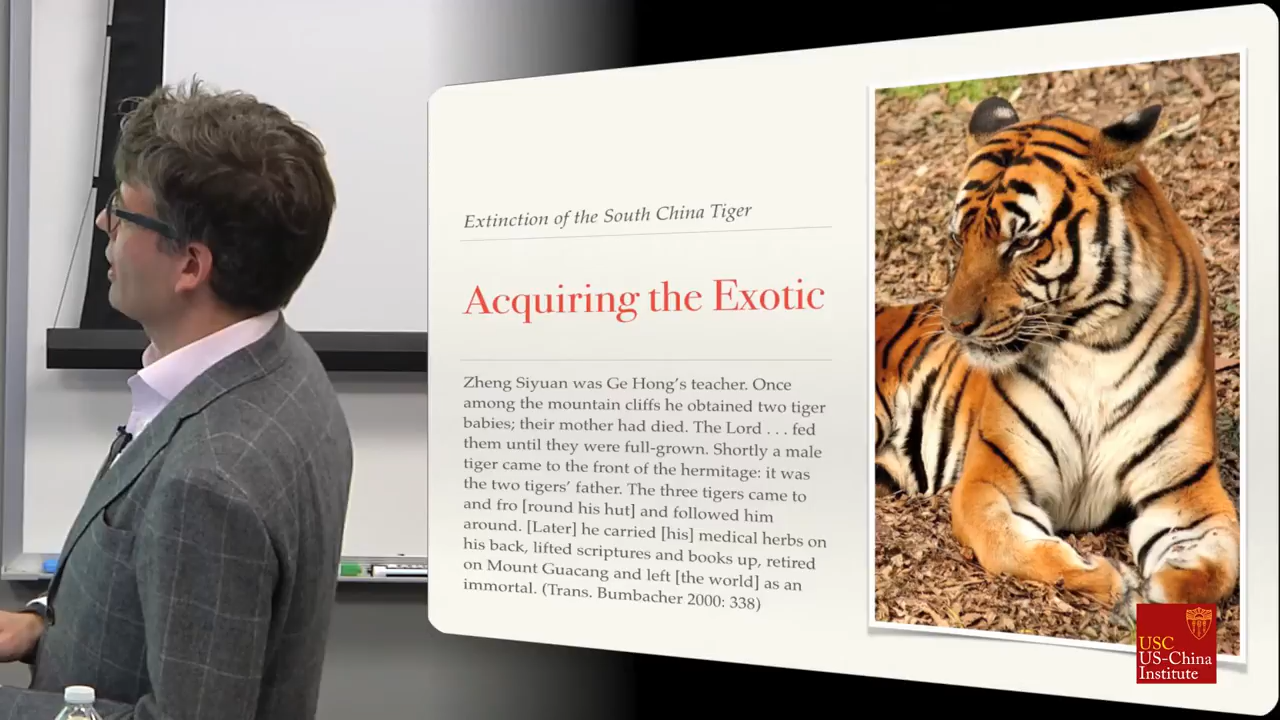 Extinction of the South China Tiger
Acquiring the Exotic
Zheng Siyuan was Ge Hong's teacher. Once
among the mountain cliffs he obtained two tiger
babies; their mother had died. The Lord . . . fed
them until they were full-grown. Shortly a male
tiger came to the front of the hermitage: it was
the two tigers' father. The three tigers came to
and fro [round his hut] and followed him
around. [Later] he carried [his] medical herbs on
his back, lifted scriptures and books up, retired
on Mount Guacang and left [the world] as an
immortal. (Trans. Bumbacher 2000: 338)
USC
US-China
Institute